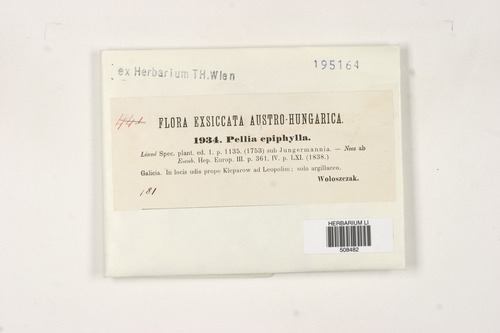 ex Herbarium TH.Wien
195164
FLORA EXSICCATA AUSTRO-HUNGARICA.
1934. Pellia epiphylla.
Linné Spec. plant. ed. 1. p. 1135. (1753) sub Jungermannia. — Nees ab
Esenb. Hep. Europ. III. p. 361, IV. p. LXI. (1838.)
Galicia. In locis udis prope Kleparow ad Leopolim; solo argillaceo.
Wołoszczak.
181
HERBARIUM LI
508482